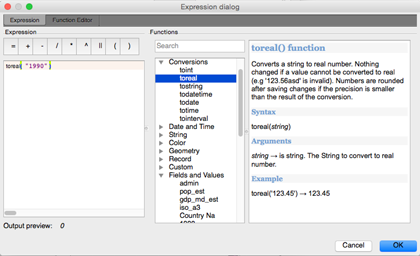 Expression dialog
Expression
Function Editor
Expression
= + - / * ^ || ( )
toreal( "1990")
Output preview: 0
Functions
Search
Conversions
toint
toreal
tostring
todatetime
todate
totime
tointerval
Date and Time
String
Color
Geometry
Record
Custom
Fields and Values
admin
pop_est
gdp_md_est
iso_a3
Country Na
toreal() function
Converts a string to real number. Nothing
changed if a value cannot be converted to real
(e.g '123.56asd' is invalid). Numbers are rounded
after saving changes if the precision is smaller
than the result of the conversion.
Syntax
toreal(string)
Arguments
string → is string. The String to convert to real
number.
Example
toreal('123.45') → 123.45
Cancel
OK